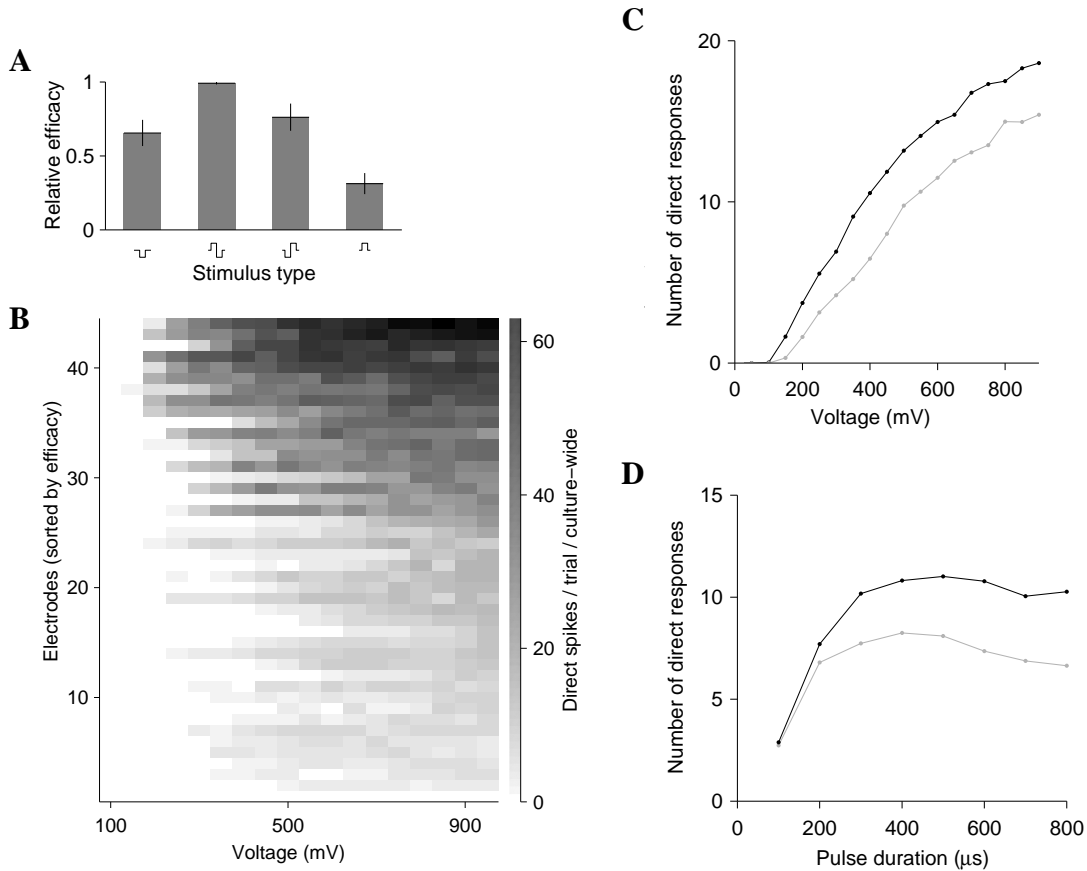 A
Relative efficacy
1
0.5
0
Stimulus type
B
Electrodes (sorted by efficacy)
40
30
20
10
100
500
900
Voltage (mV)
60
40
20
0
Direct spikes / trial / culture−wide
C
Number of direct responses
20
10
0
0
200
400
600
800
Voltage (mV)
D
Number of direct responses
15
10
5
0
0
200
400
600
800
Pulse duration (μs)